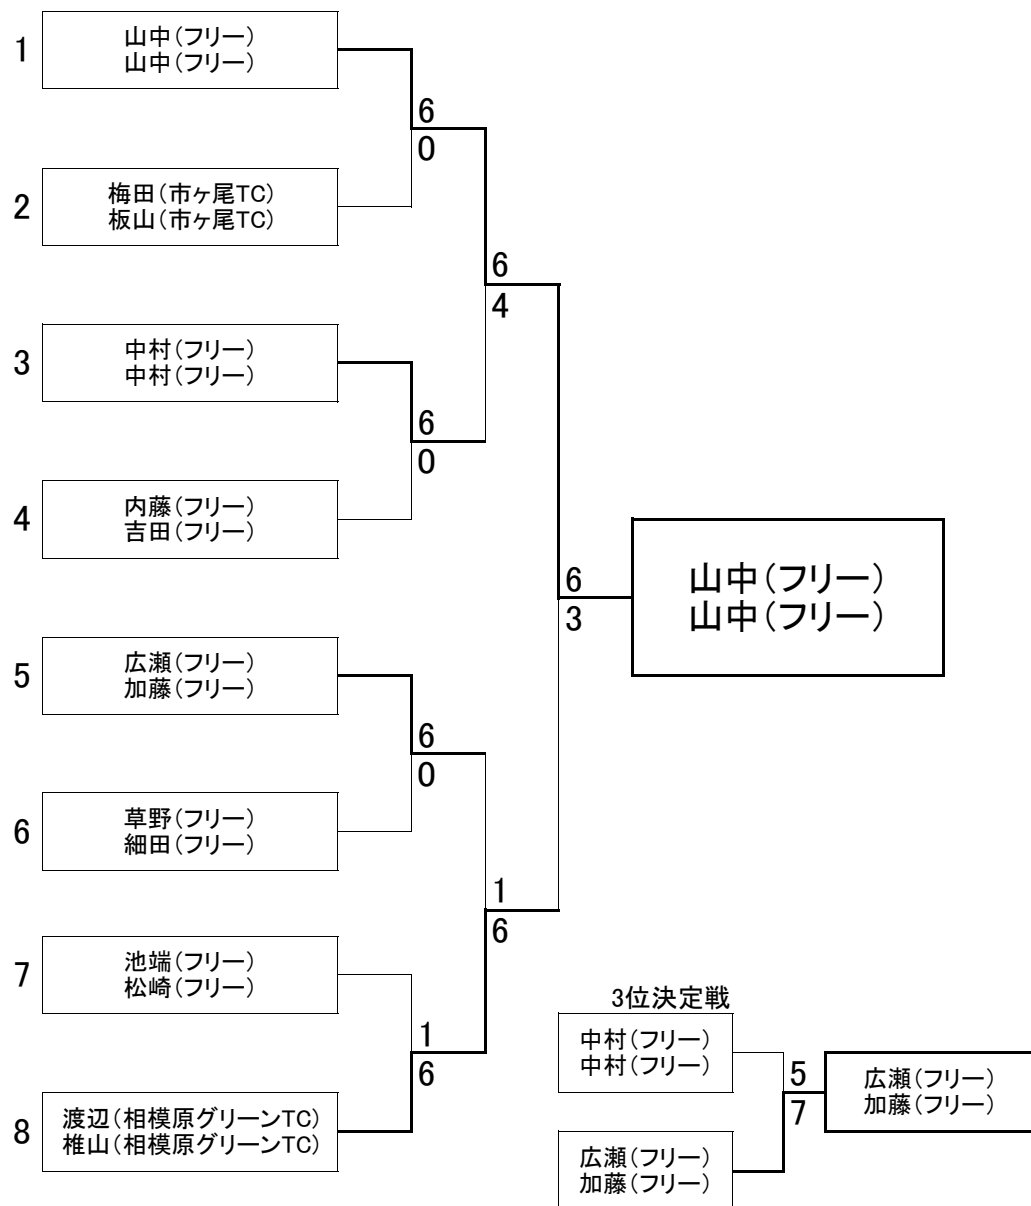 1
山中(フリー)
山中(フリー)
6
0
2
梅田(市ヶ尾TC)
板山(市ヶ尾TC)
6
4
3
中村(フリー)
中村(フリー)
6
0
4
内藤(フリー)
吉田(フリー)
6
3
山中(フリー)
山中(フリー)
5
広瀬(フリー)
加藤(フリー)
6
0
6
草野(フリー)
細田(フリー)
1
6
7
池端(フリー)
松崎(フリー)
1
6
8
渡辺(相模原グリーンTC)
椎山(相模原グリーンTC)
3位決定戦
中村(フリー)
中村(フリー)
5
7
広瀬(フリー)
加藤(フリー)
広瀬(フリー)
加藤(フリー)